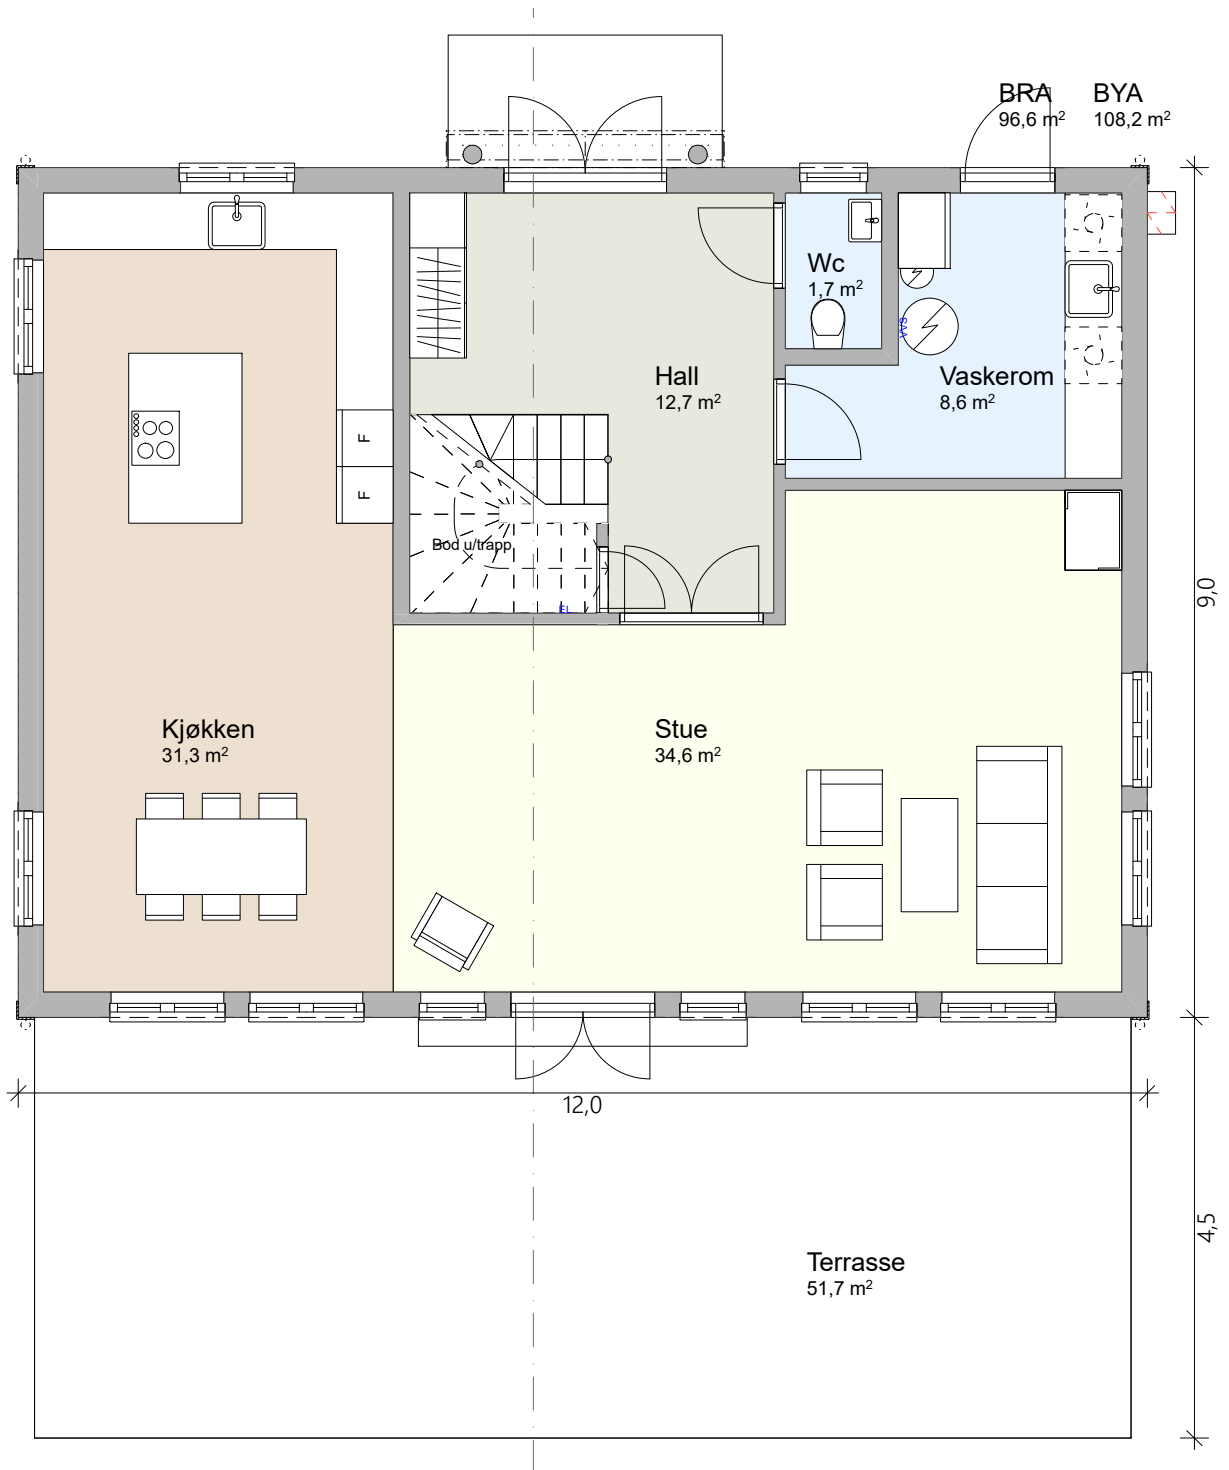 BRA
96,6 m²
BYA
108,2 m²
Wc
1,7 m²
VVS
Hall
12,7 m²
Vaskerom
8,6 m²
F
F
Bod u/trapp
EL
9,0
Kjøkken
31,3 m²
Stue
34,6 m²
12,0
4,5
Terrasse
51,7 m²